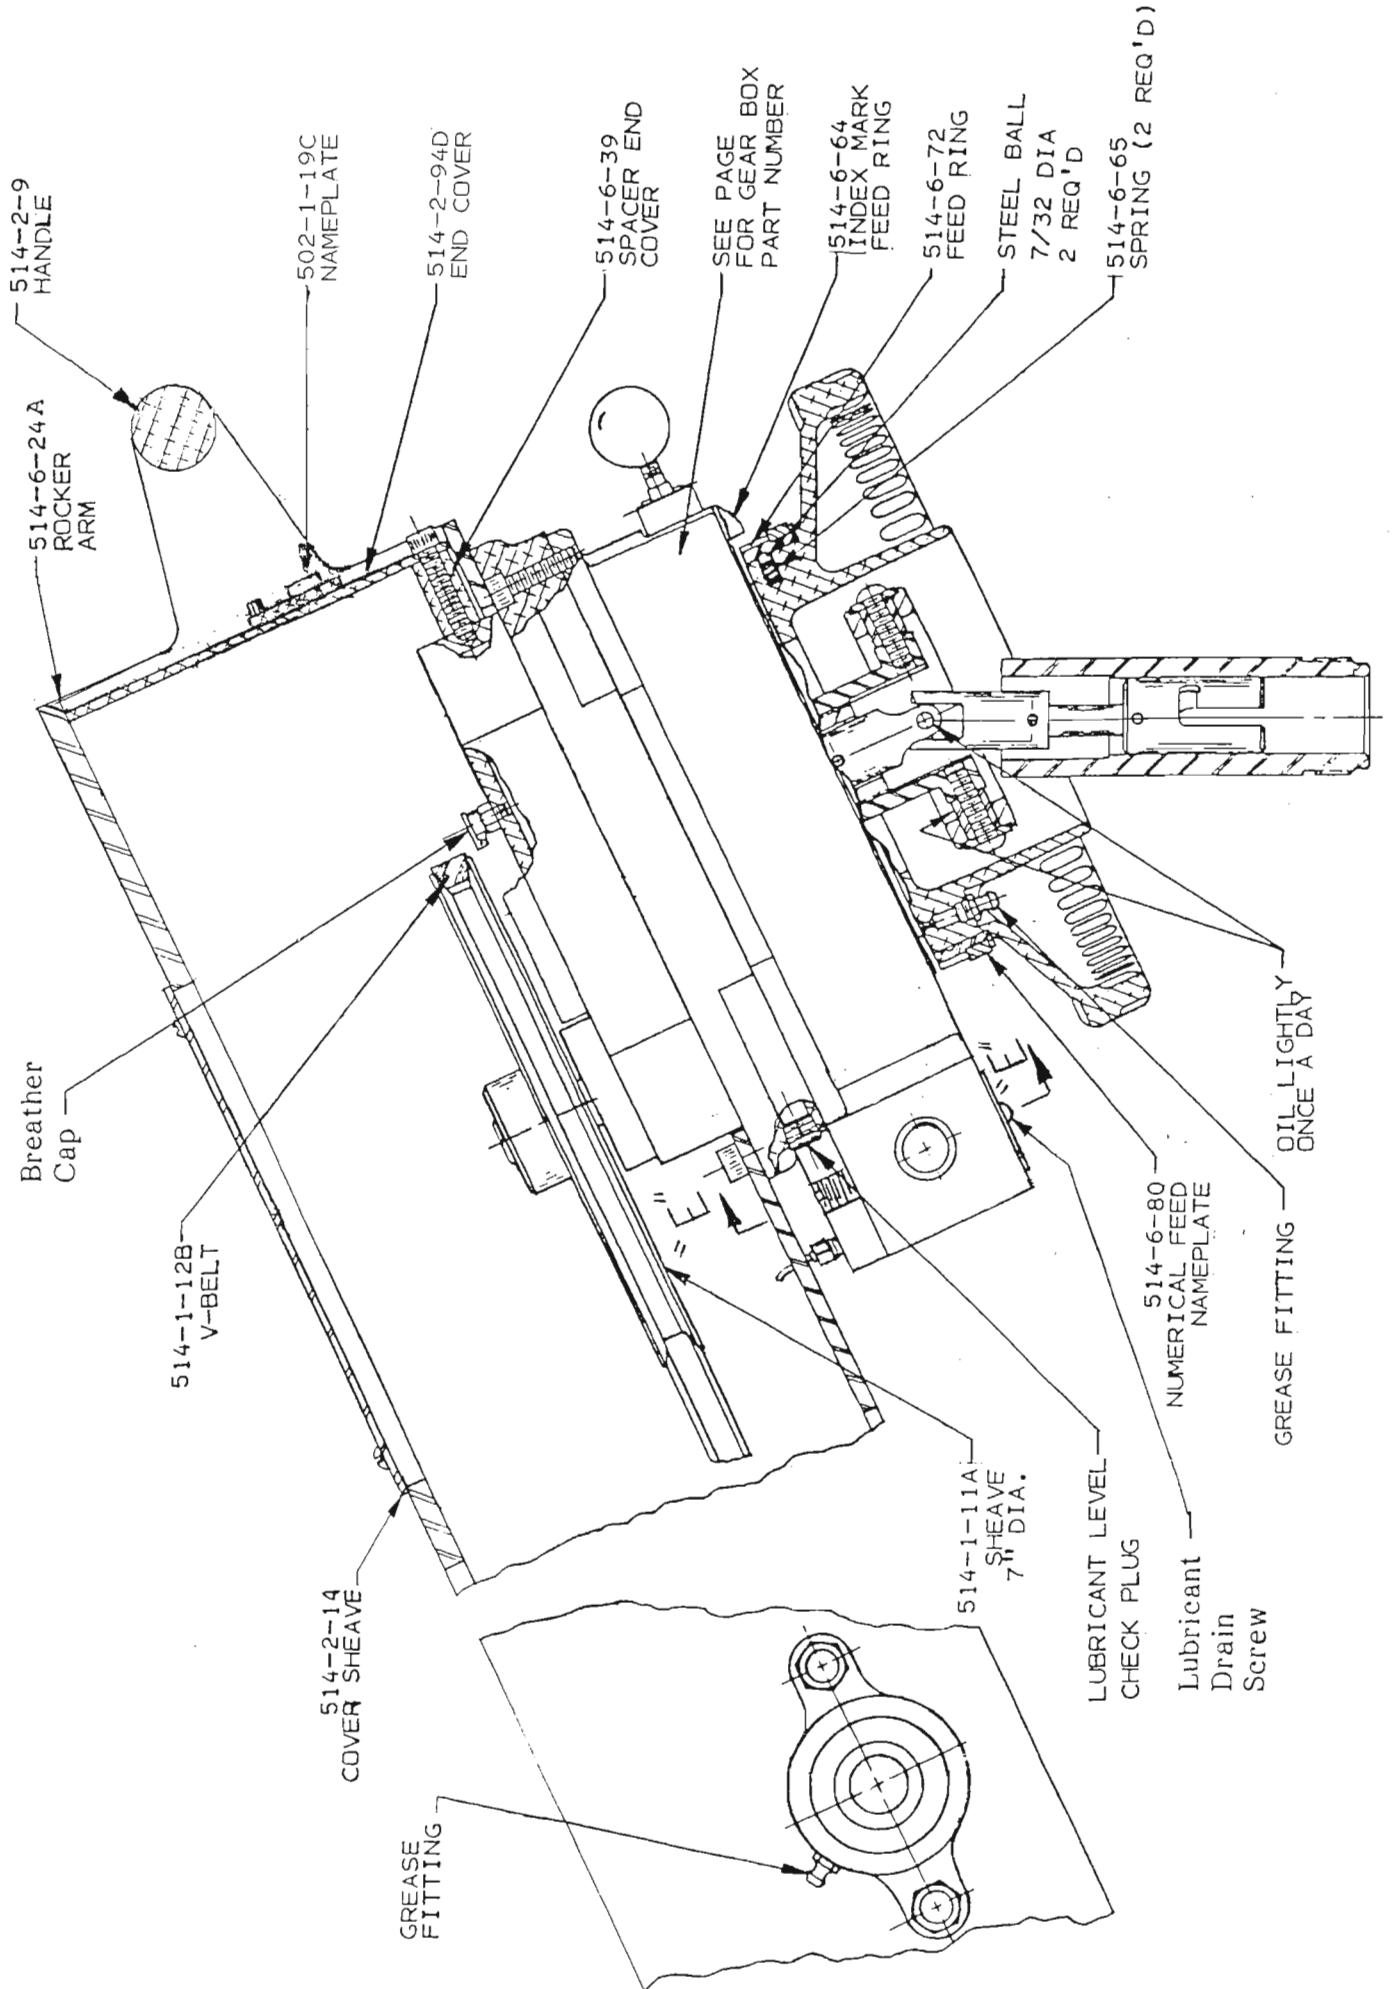 514-2-9
HANDLE
514-6-24A
ROCKER
ARM
502-1-19C
NAMEPLATE
514-2-94D
END COVER
514-6-39
SPACER END
COVER
SEE PAGE
FOR GEAR BOX
PART NUMBER
514-6-64
INDEX MARK
FEED RING
514-6-72
FEED RING
STEEL BALL
7/32 DIA
2 REQ'D
514-6-65
SPRING (2 REQ'D)
Breather
Cap
514-1-12B
V-BELT
514-2-14
COVER SHEAVE
GREASE
FITTING
"E"
"E"
514-1-11A
SHEAVE
7" DIA.
LUBRICANT LEVEL
CHECK PLUG
Lubricant
Drain
Screw
514-6-80
NUMERICAL FEED
NAMEPLATE
GREASE FITTING
OIL LIGHTLY
ONCE A DAY